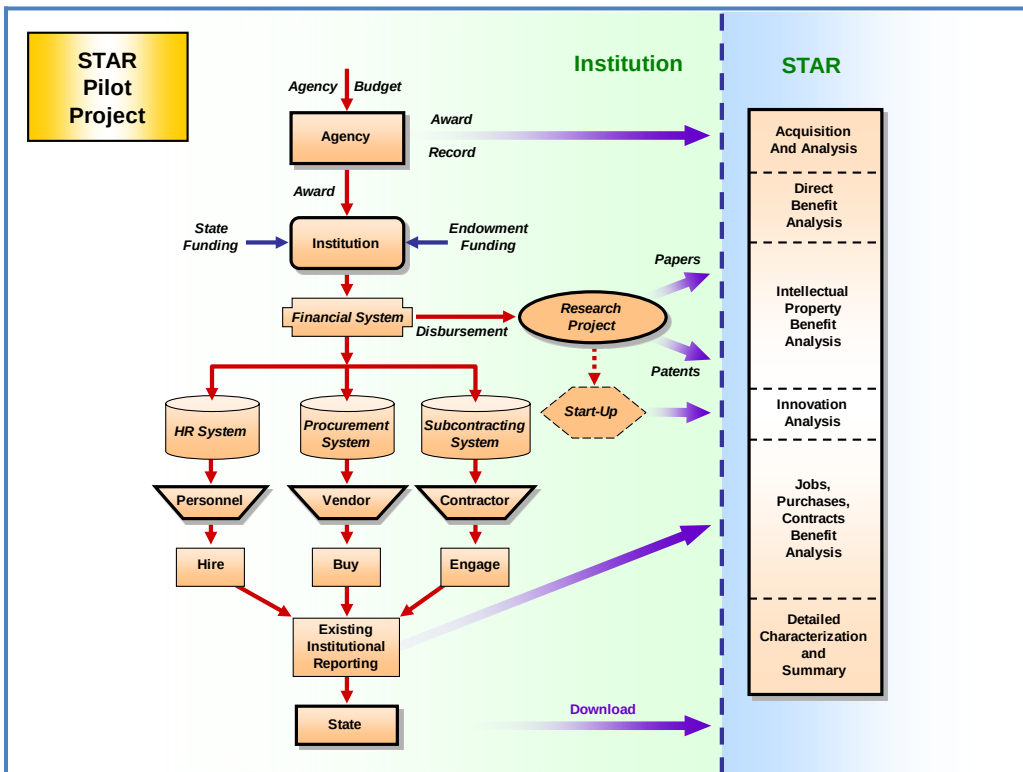 STAR
Pilot
Project
Institution
STAR
Agency Budget
Agency
Award
Record
Award
State
Funding
Institution
Endowment
Funding
Financial System
Disbursement
Research
Project
Papers
Patents
Start-Up
HR System
Procurement
System
Subcontracting
System
Personnel
Vendor
Contractor
Hire
Buy
Engage
Existing
Institutional
Reporting
State
Download
Acquisition
And Analysis
Direct
Benefit
Analysis
Intellectual
Property
Benefit
Analysis
Innovation
Analysis
Jobs,
Purchases,
Contracts
Benefit
Analysis
Detailed
Characterization
and
Summary